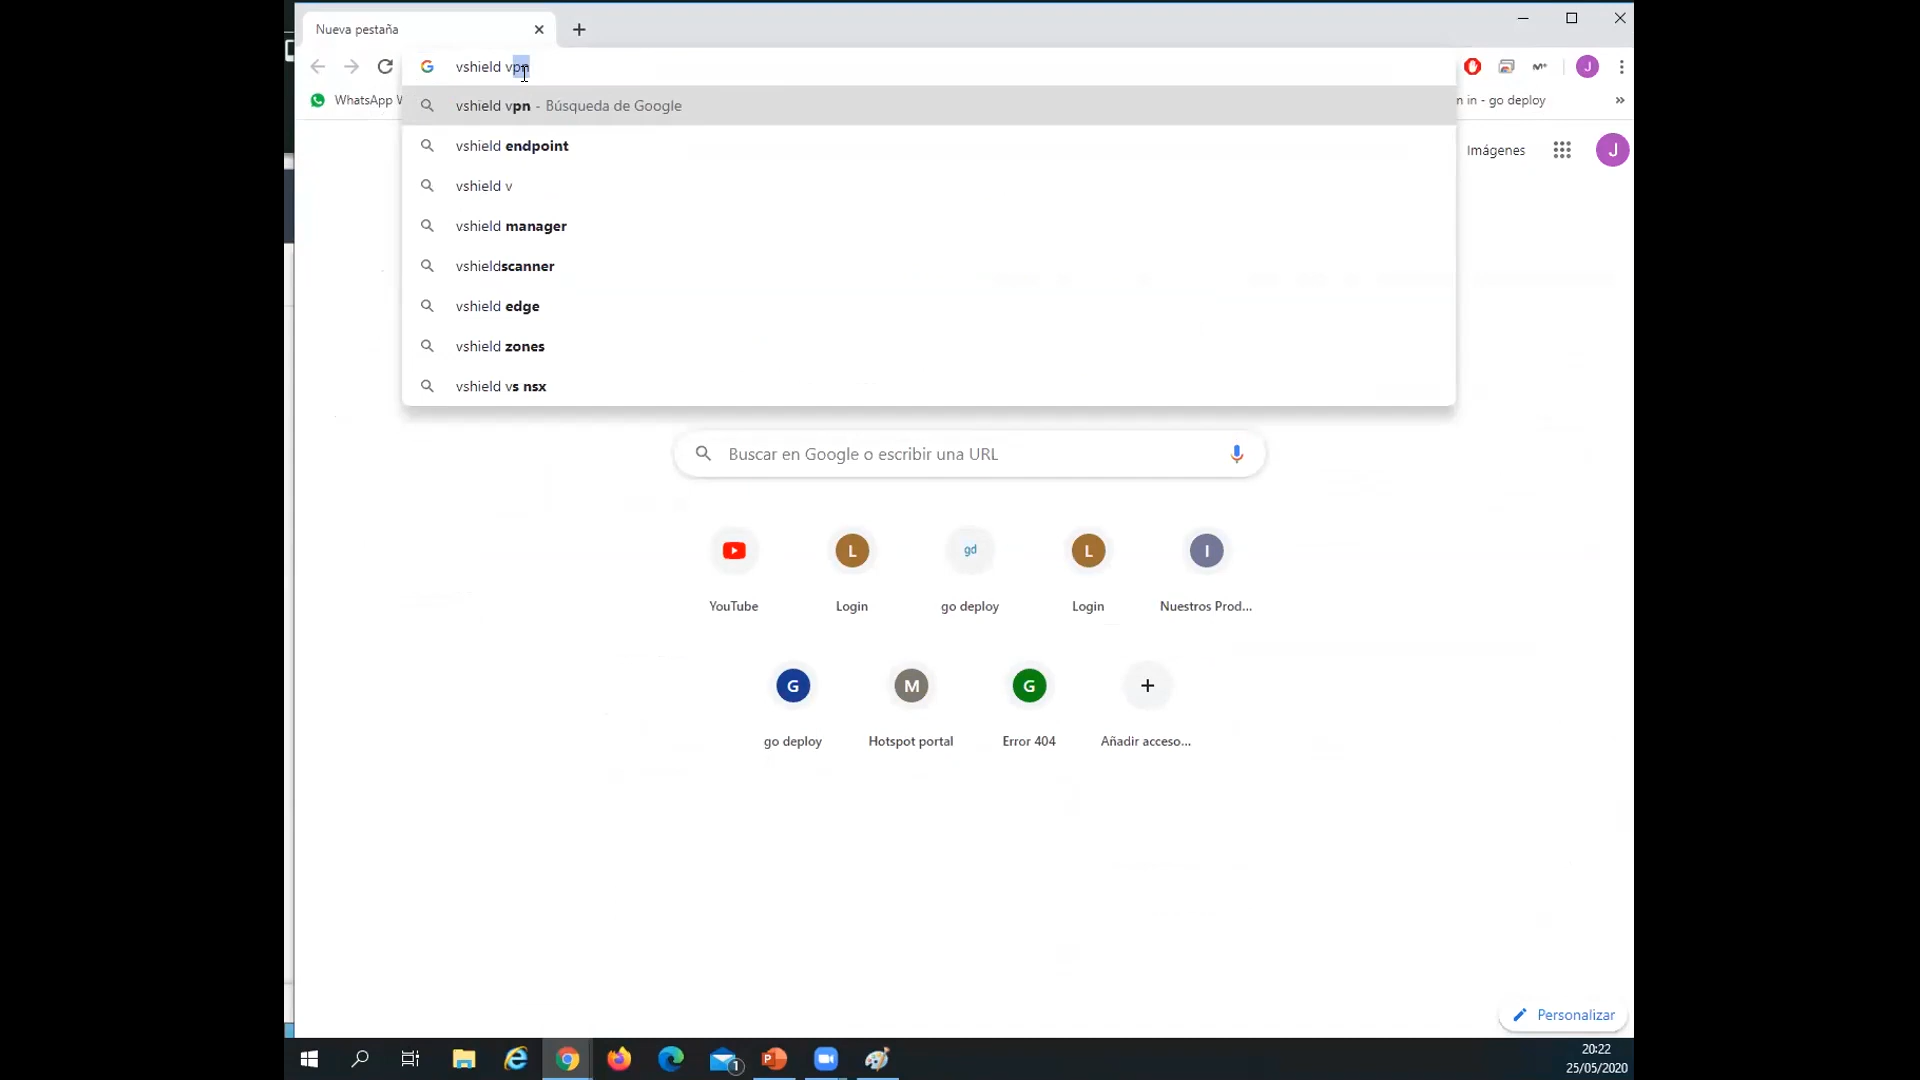 Nueva pestaña
vshield vpn
WhatsApp W
n in - go deploy
»
vshield vpn - Búsqueda de Google
vshield endpoint
vshield v
vshield manager
vshieldscanner
vshield edge
vshield zones
vshield vs nsx
Imágenes
J
J
Buscar en Google o escribir una URL
L
gd
L
I
YouTube
Login
go deploy
Login
Nuestros Prod...
G
M
G
go deploy
Hotspot portal
Error 404
Añadir acceso...
Personalizar
1
20:22
25/05/2020